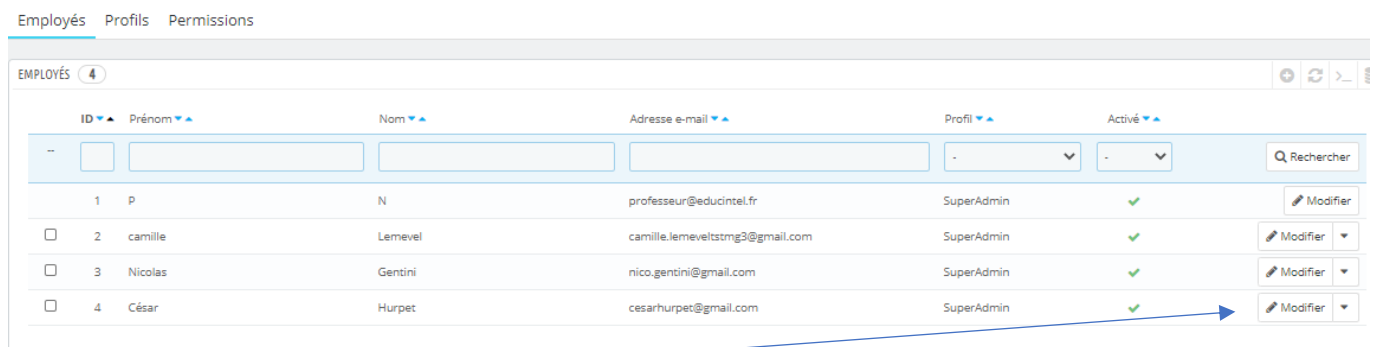 Employés Profils Permissions
EMPLOYÉS 4
ID Prénom Nom Adresse e-mail Profil Activé
-- - - Rechercher
1 P N professeur@educintel.fr SuperAdmin Modifier
2 camille Lemevel camille.lemeveltstmg3@gmail.com SuperAdmin Modifier
3 Nicolas Gentini nico.gentini@gmail.com SuperAdmin Modifier
4 César Hurpet cesarhurpet@gmail.com SuperAdmin Modifier